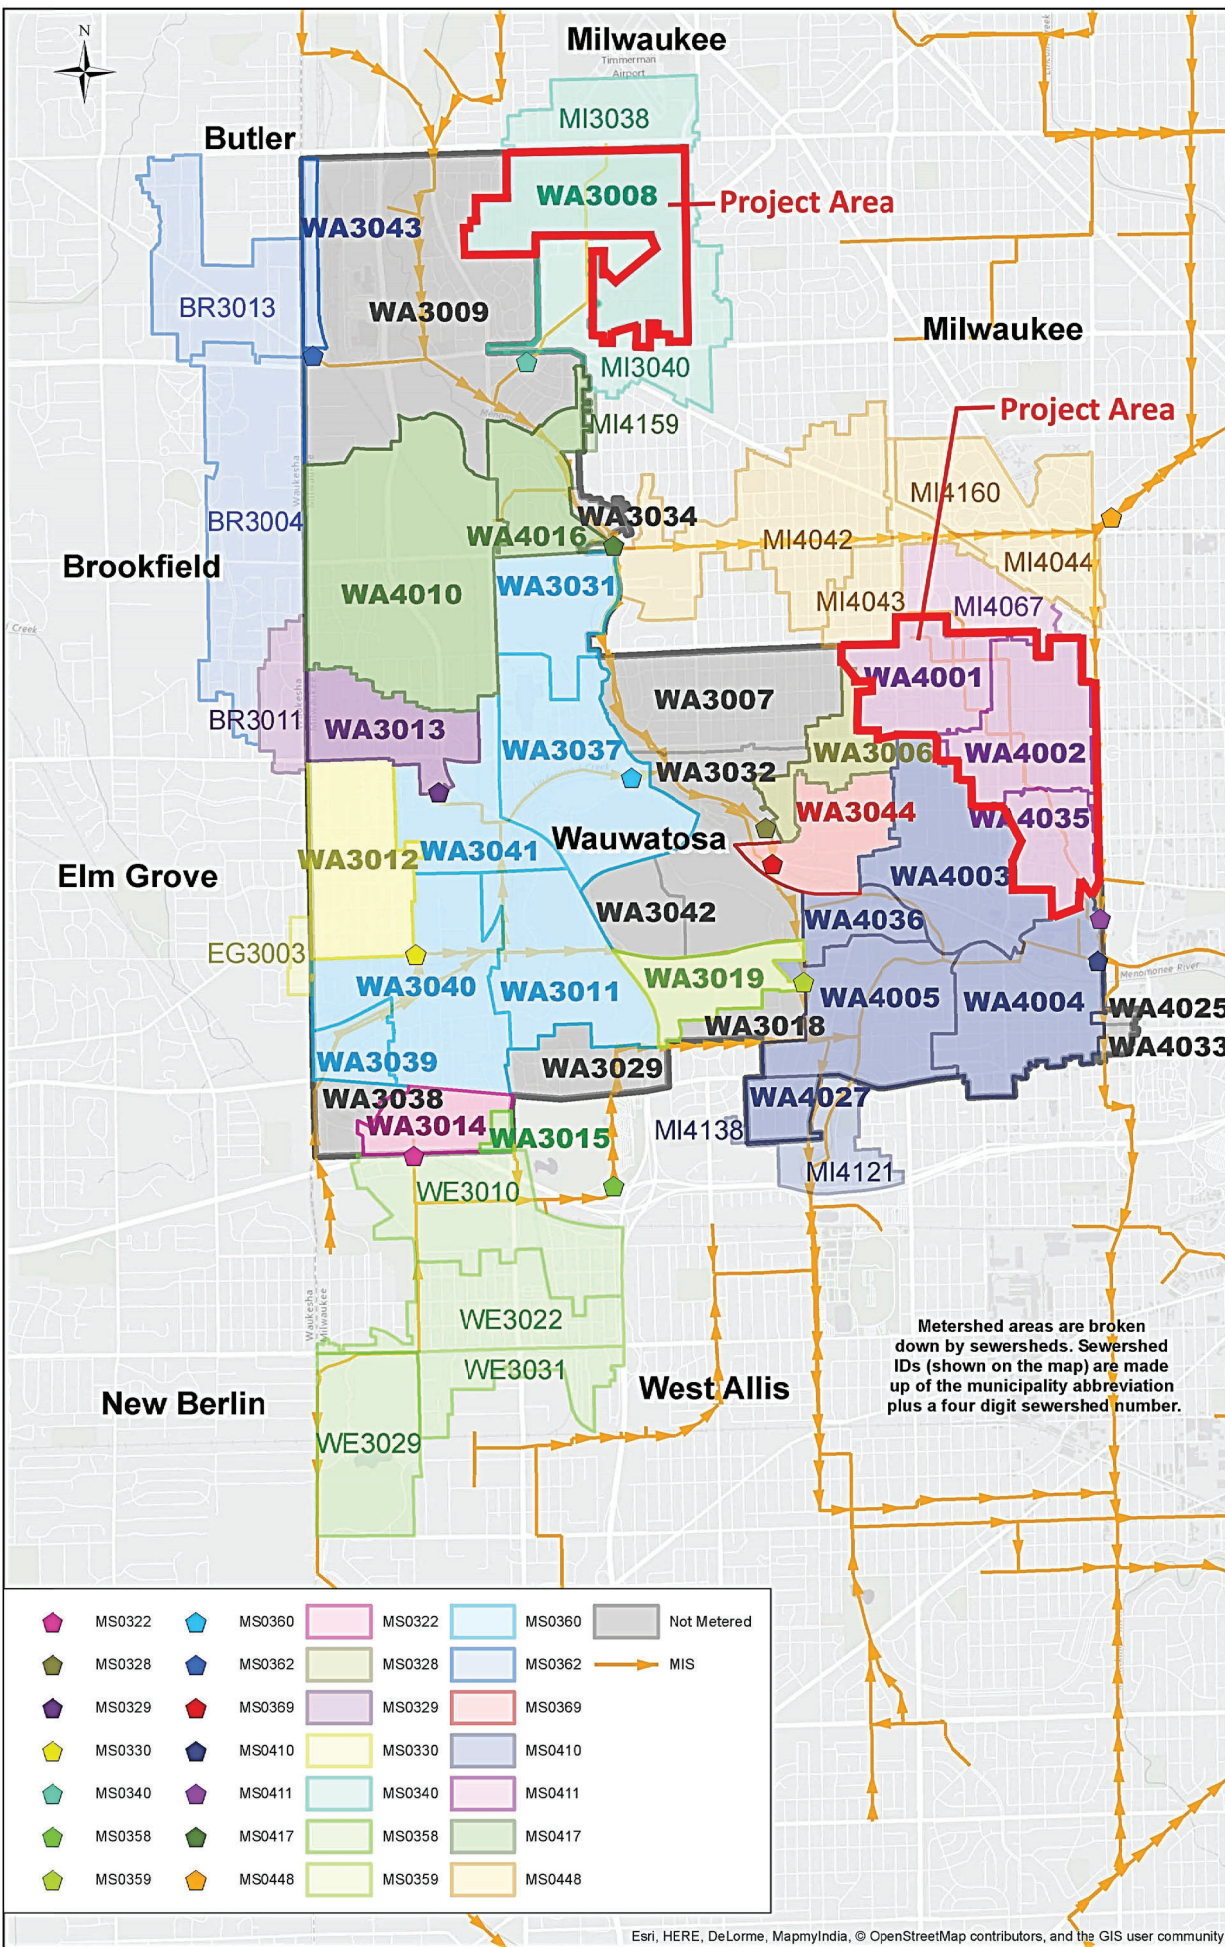 N
Milwaukee
Timmerman
Airport
MI3038
Butler
WA3008
Project Area
WA3043
BR3013
WA3009
Milwaukee
MI3040
Project Area
MI4159
MI4160
BR3004
WA3034
WA4016
MI4042
Brookfield
MI4044
WA3031
WA4010
MI4043
MI4067
WA4001
WA3007
BR3011
WA3013
WA3037
WA3006
WA4002
WA3032
WA3044
WA4035
Wauwatosa
WA3012
WA3041
Elm Grove
WA4003
WA3042
WA4036
EG3003
WA3019
Menomonee River
WA3040
WA3011
WA4005
WA4004
WA4025
WA3018
WA4033
WA3039
WA3029
WA3038
WA4027
WA3014
WA3015
MI4138
MI4121
WE3010
Waukesha
Milwaukee
WE3022
WE3031
New Berlin
West Allis
WE3029
Metershed areas are broken
down by sewersheds. Sewershed
IDs (shown on the map) are made
up of the municipality abbreviation
plus a four digit sewershed number.
MS0322 MS0360 MS0322 MS0360 Not Metered
MS0328 MS0362 MS0328 MS0362 MIS
MS0329 MS0369 MS0329 MS0369
MS0330 MS0410 MS0330 MS0410
MS0340 MS0411 MS0340 MS0411
MS0358 MS0417 MS0358 MS0417
MS0359 MS0448 MS0359 MS0448
Esri, HERE, DeLorme, MapmyIndia, © OpenStreetMap contributors, and the GIS user community